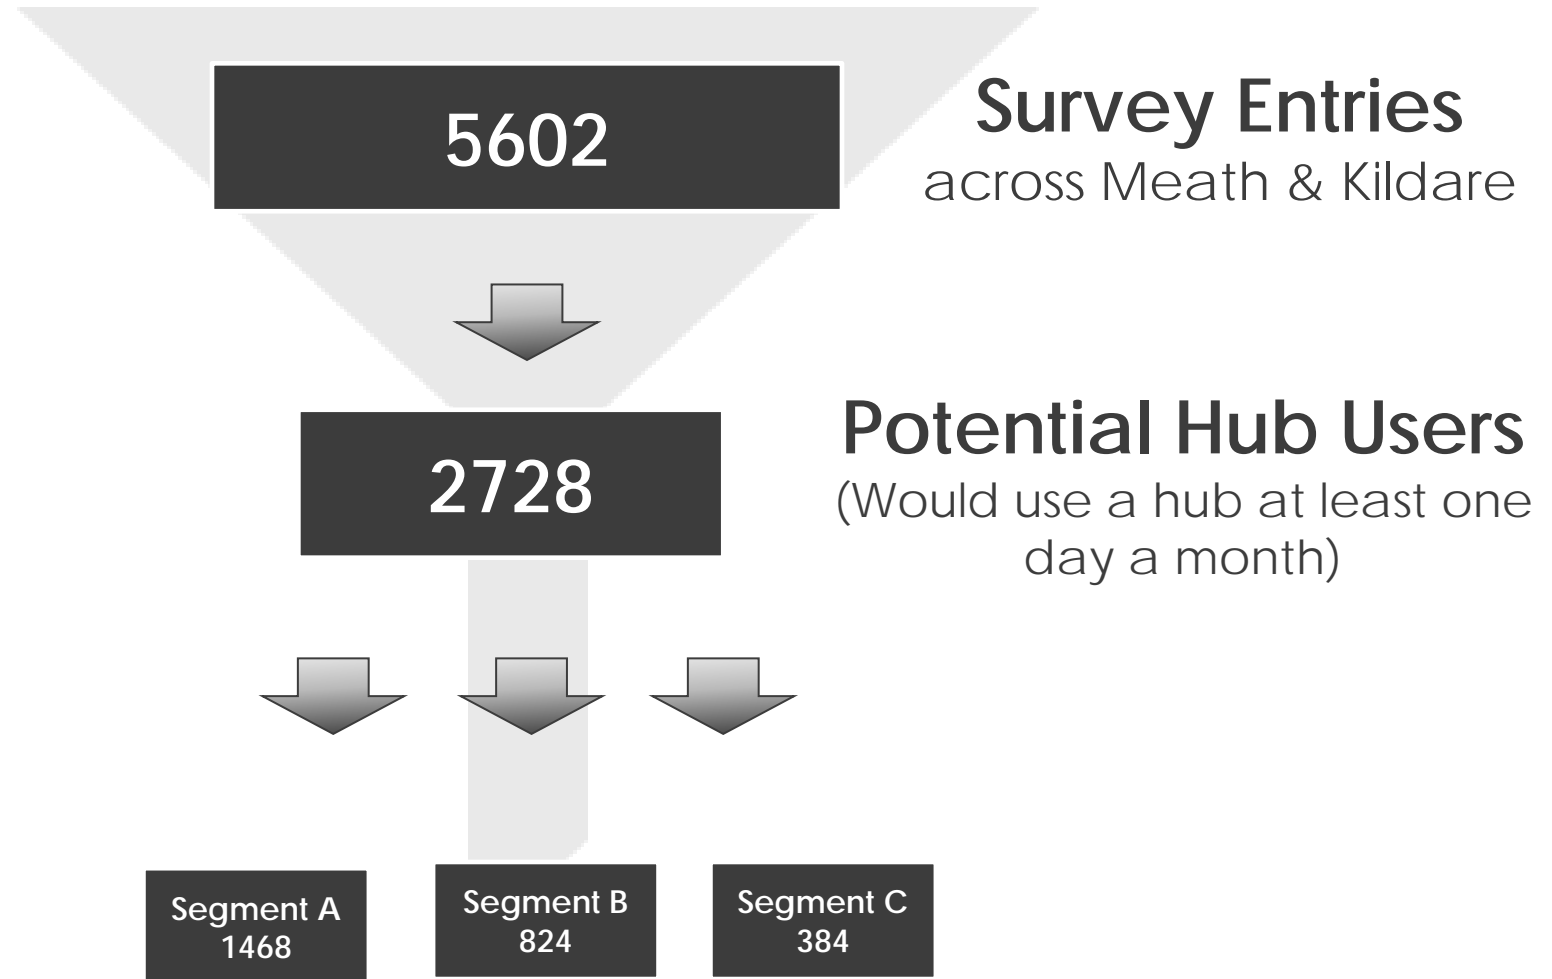 5602
Survey Entries
across Meath & Kildare
2728
Potential Hub Users
(Would use a hub at least one
day a month)
Segment A
1468
Segment B
824
Segment C
384